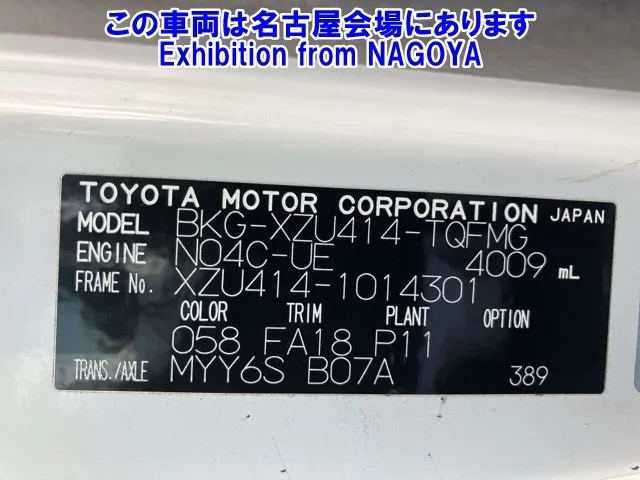 この車両は名古屋会場にあります
Exhibition from NAGOYA
TOYOTA MOTOR CORPORATION JAPAN
MODEL BKG-XZU414-TQFMG
ENGINE N04C-UE 4009 mL
FRAME No. XZU414-1014301
COLOR TRIM PLANT OPTION
058 FA18 P11
TRANS./AXLE MYY6S B07A 389